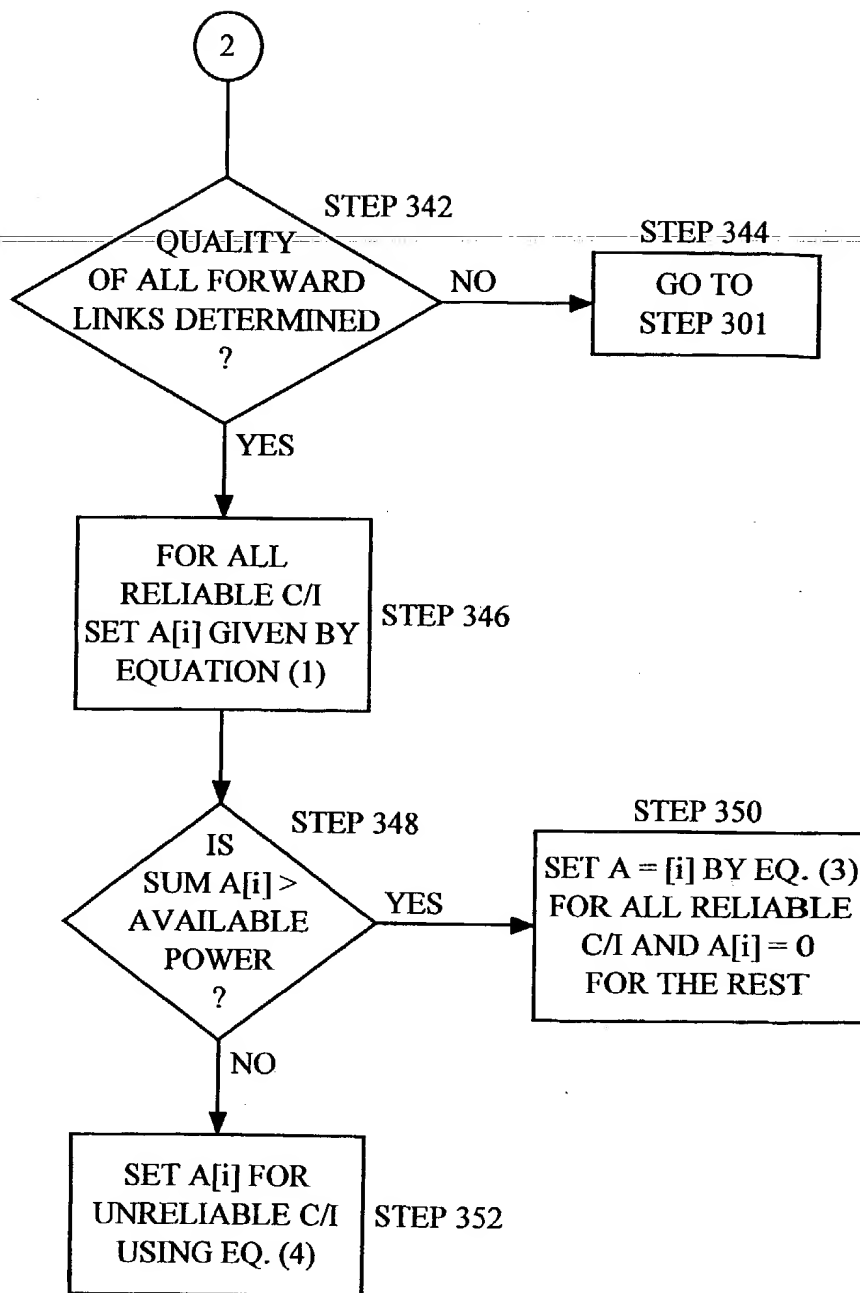 2
STEP 342
QUALITY
OF ALL FORWARD
LINKS DETERMINED
?
NO
STEP 344
GO TO
STEP 301
YES
FOR ALL
RELIABLE C/I
SET A[i] GIVEN BY
EQUATION (1)
STEP 346
STEP 348
IS
SUM A[i] >
AVAILABLE
POWER
?
YES
STEP 350
SET A = [i] BY EQ. (3)
FOR ALL RELIABLE
C/I AND A[i] = 0
FOR THE REST
NO
SET A[i] FOR
UNRELIABLE C/I
USING EQ. (4)
STEP 352